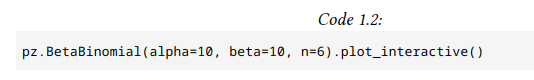 Code 1.2:
pz.BetaBinomial(alpha=10, beta=10, n=6).plot_interactive()